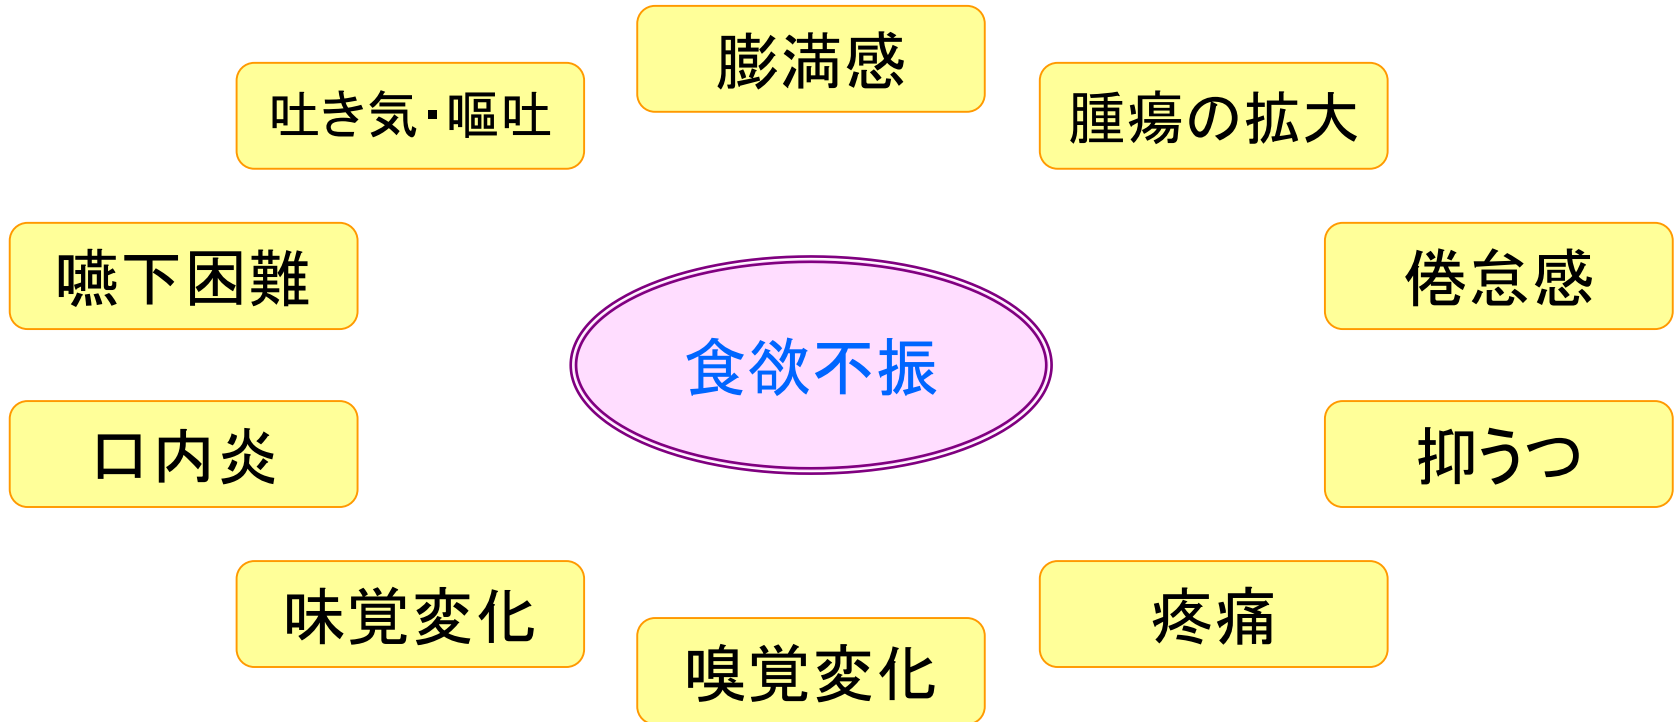 膨満感
吐き気・嘔吐
腫瘍の拡大
嚥下困難
倦怠感
食欲不振
口内炎
抑うつ
味覚変化
疼痛
嗅覚変化